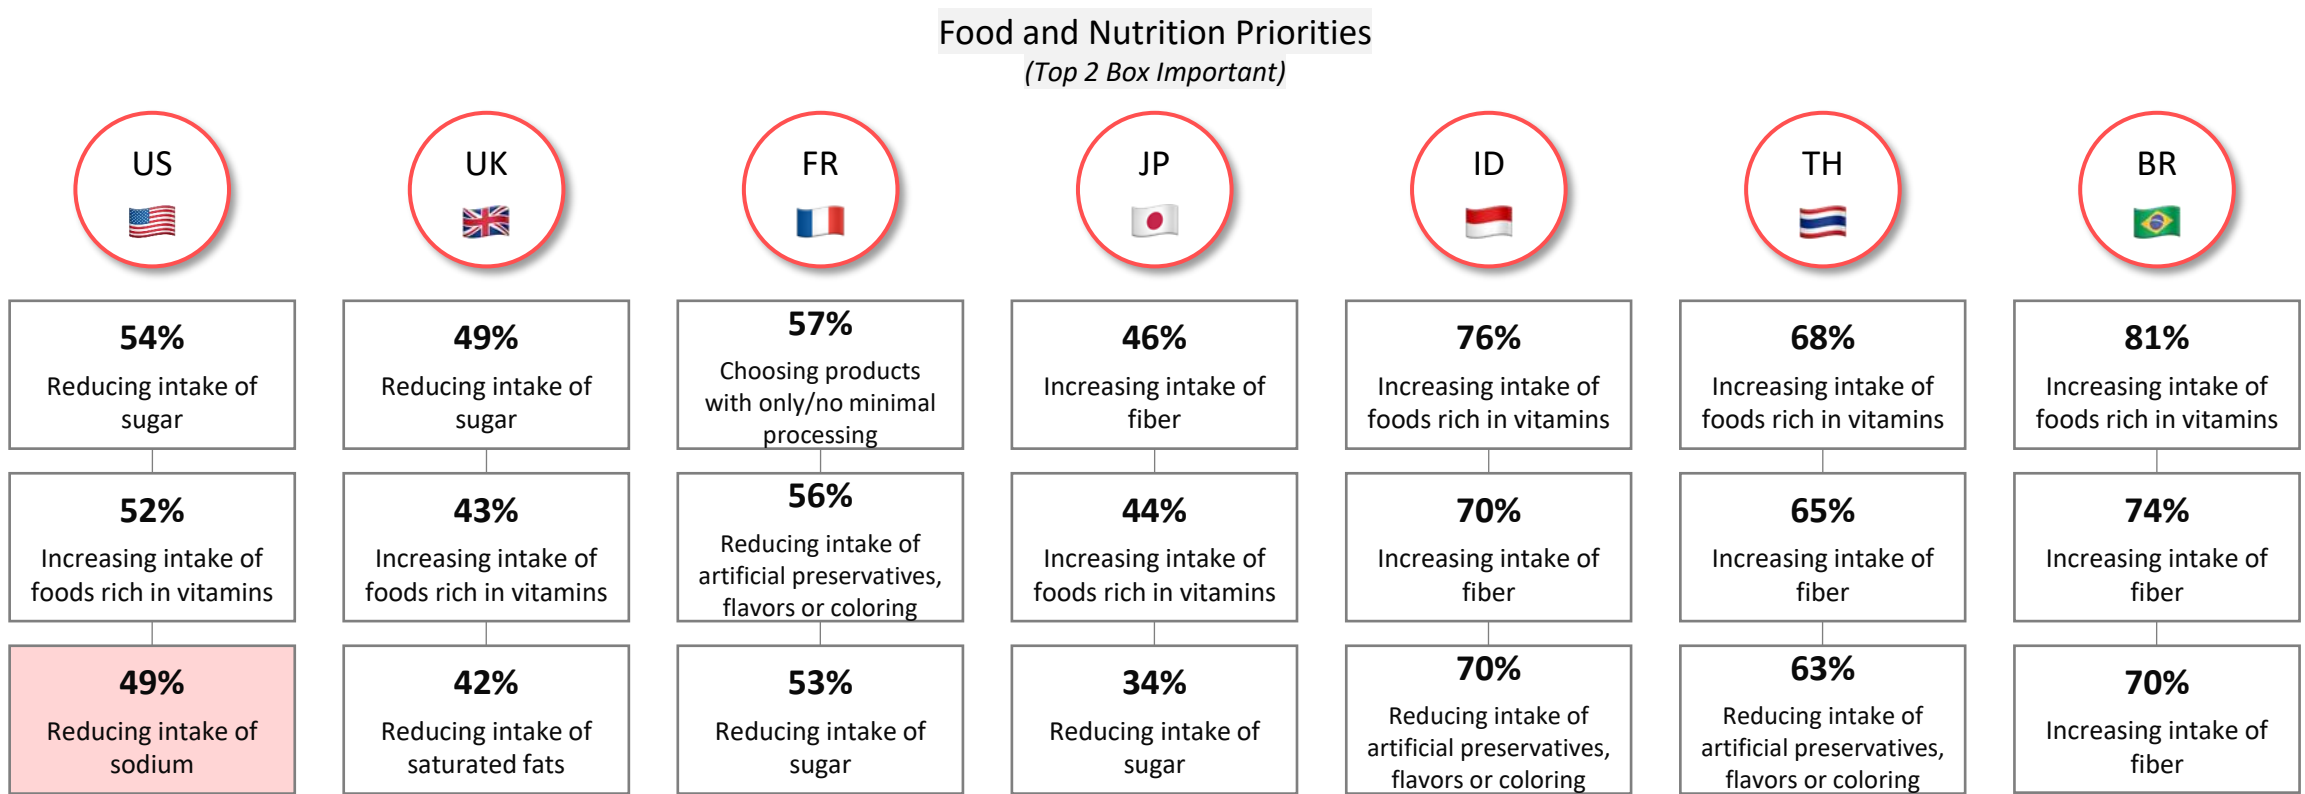 Food and Nutrition Priorities
(Top 2 Box Important)
US
UK
FR
JP
ID
TH
BR
54%
Reducing intake of
sugar
49%
Reducing intake of
sugar
57%
Choosing products
with only/no minimal
processing
46%
Increasing intake of
fiber
76%
Increasing intake of
foods rich in vitamins
68%
Increasing intake of
foods rich in vitamins
81%
Increasing intake of
foods rich in vitamins
52%
Increasing intake of
foods rich in vitamins
43%
Increasing intake of
foods rich in vitamins
56%
Reducing intake of
artificial preservatives,
flavors or coloring
44%
Increasing intake of
foods rich in vitamins
70%
Increasing intake of
fiber
65%
Increasing intake of
fiber
74%
Increasing intake of
fiber
49%
Reducing intake of
sodium
42%
Reducing intake of
saturated fats
53%
Reducing intake of
sugar
34%
Reducing intake of
sugar
70%
Reducing intake of
artificial preservatives,
flavors or coloring
63%
Reducing intake of
artificial preservatives,
flavors or coloring
70%
Increasing intake of
fiber